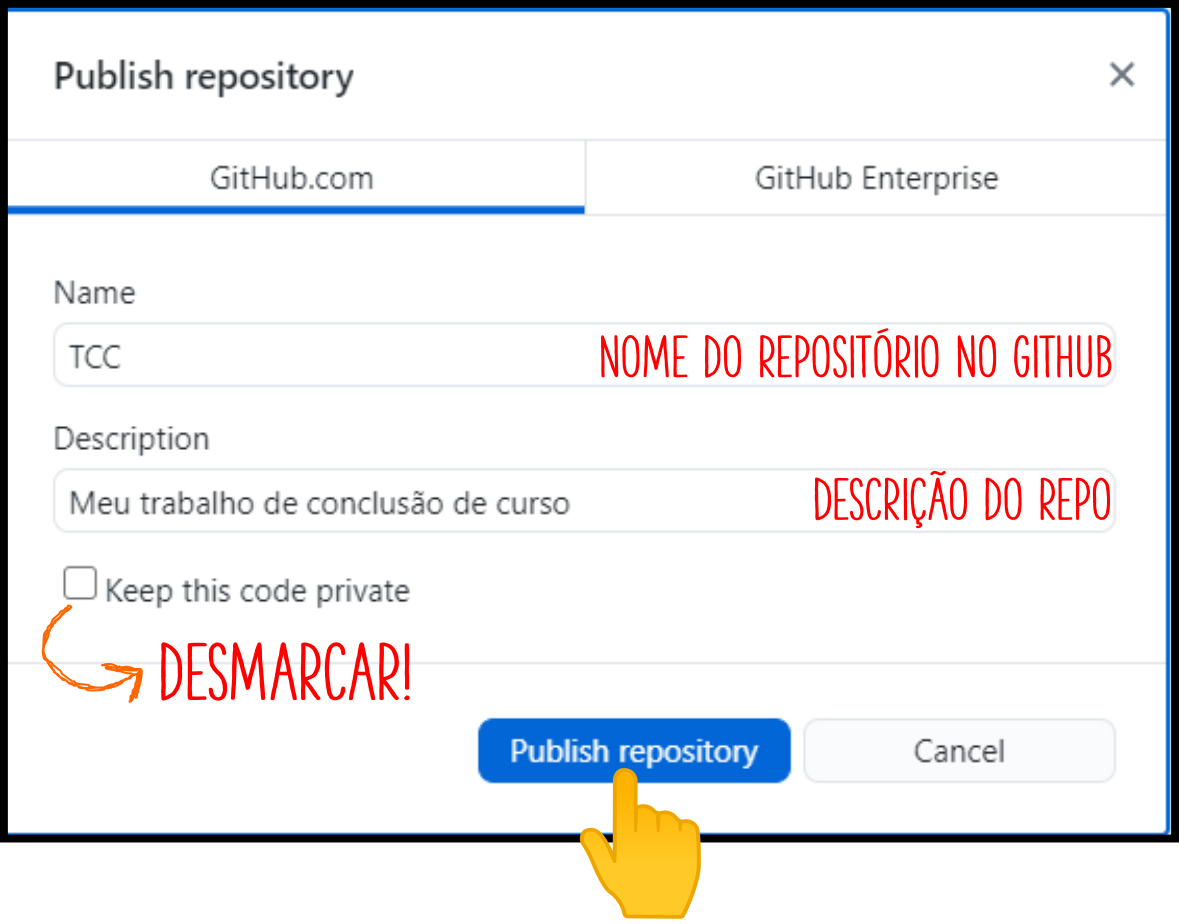 Publish repository
GitHub.com
GitHub Enterprise
Name
TCC
NOME DO REPOSITÓRIO NO GITHUB
Description
Meu trabalho de conclusão de curso
DESCRIÇÃO DO REPO
Keep this code private
DESMARCAR!
Publish repository
Cancel